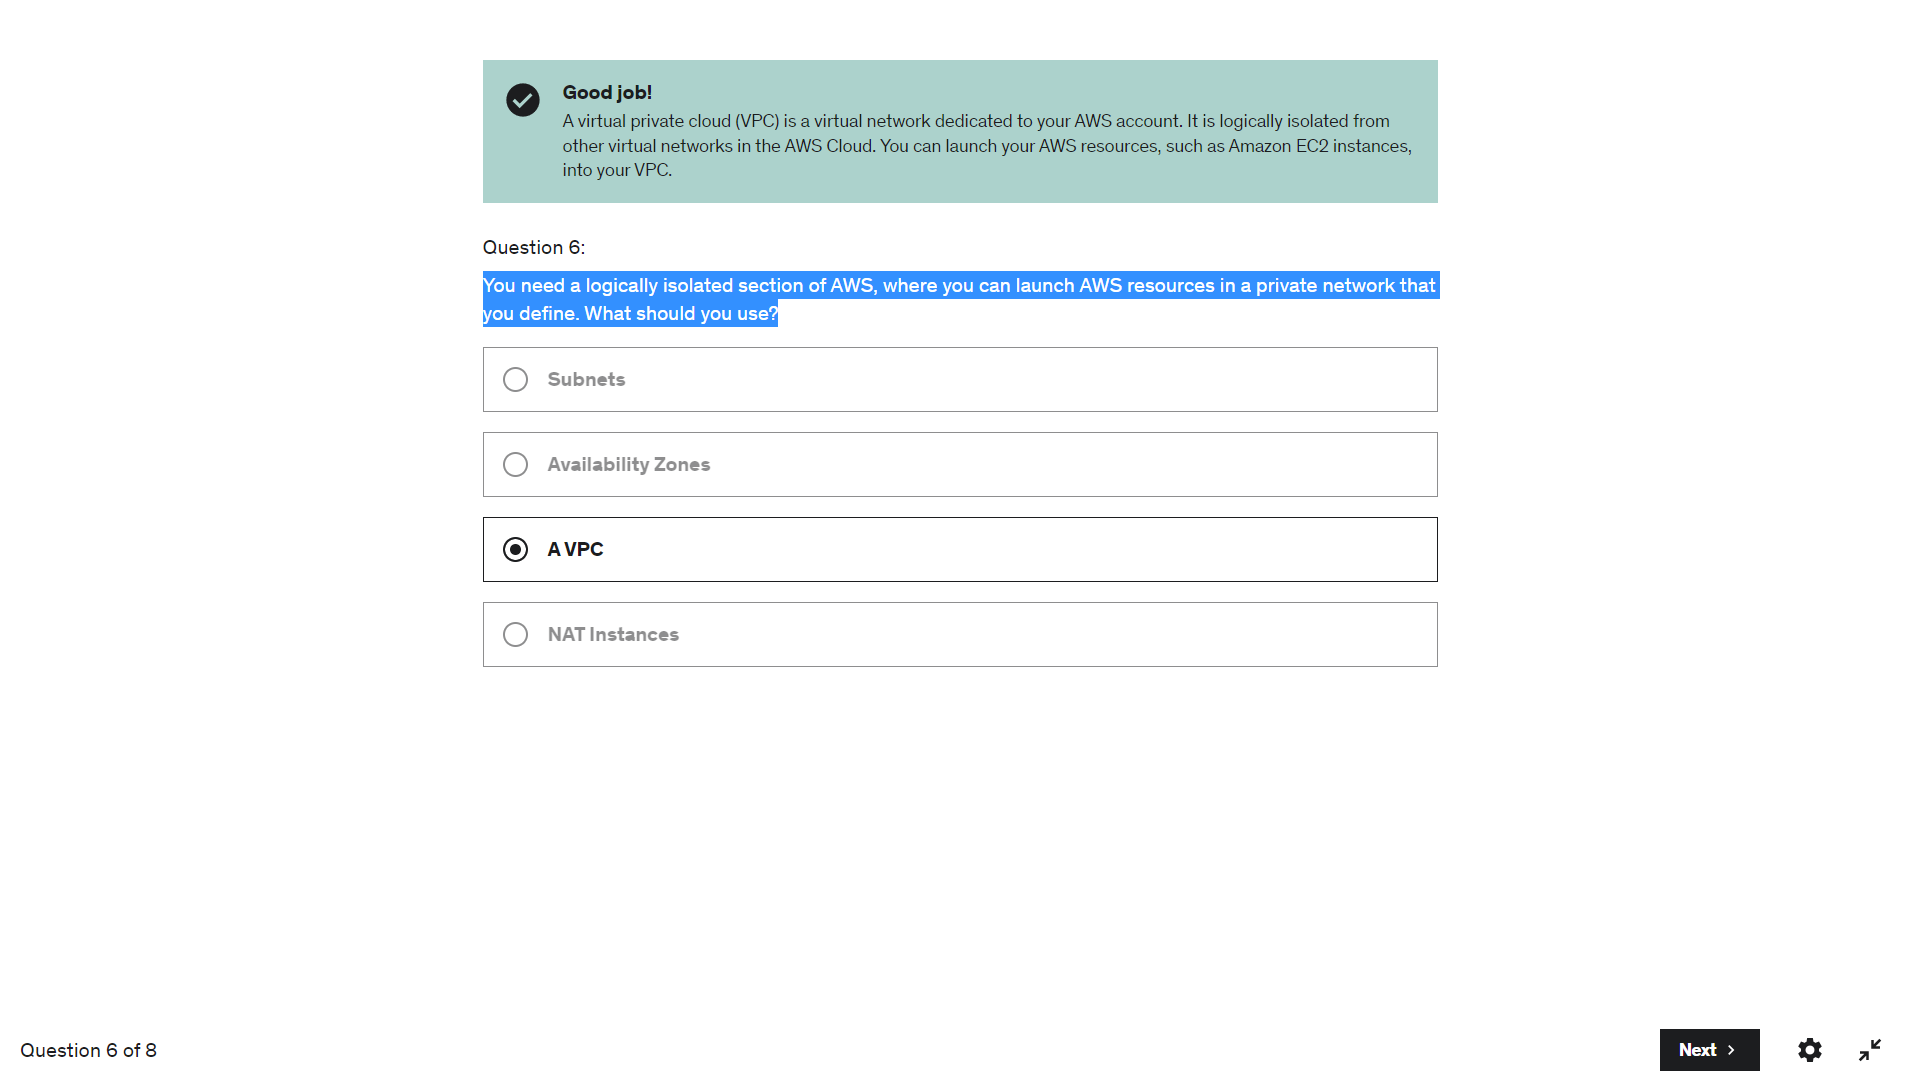 Good job!
A virtual private cloud (VPC) is a virtual network dedicated to your AWS account. It is logically isolated from
other virtual networks in the AWS Cloud. You can launch your AWS resources, such as Amazon EC2 instances,
into your VPC.
Question 6:
You need a logically isolated section of AWS, where you can launch AWS resources in a private network that
you define. What should you use?
Subnets
Availability Zones
A VPC
NAT Instances
Question 6 of 8
Next